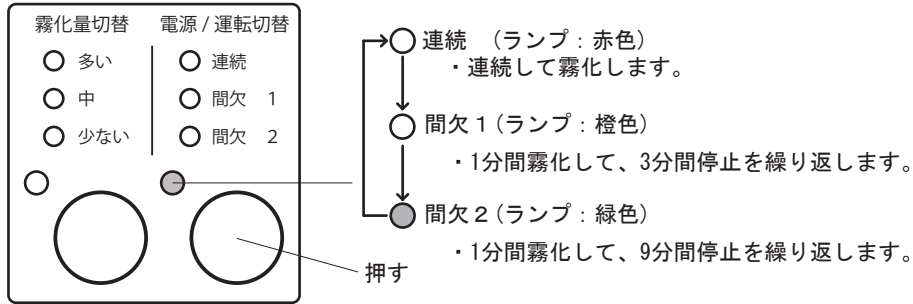 霧化量切替
多い
中
少ない
電源 / 運転切替
連続
間欠 1
間欠 2
押す
連続 (ランプ：赤色)
・連続して霧化します。
間欠1(ランプ：橙色)
・1分間霧化して、3分間停止を繰り返します。
間欠2(ランプ：緑色)
・1分間霧化して、9分間停止を繰り返します。